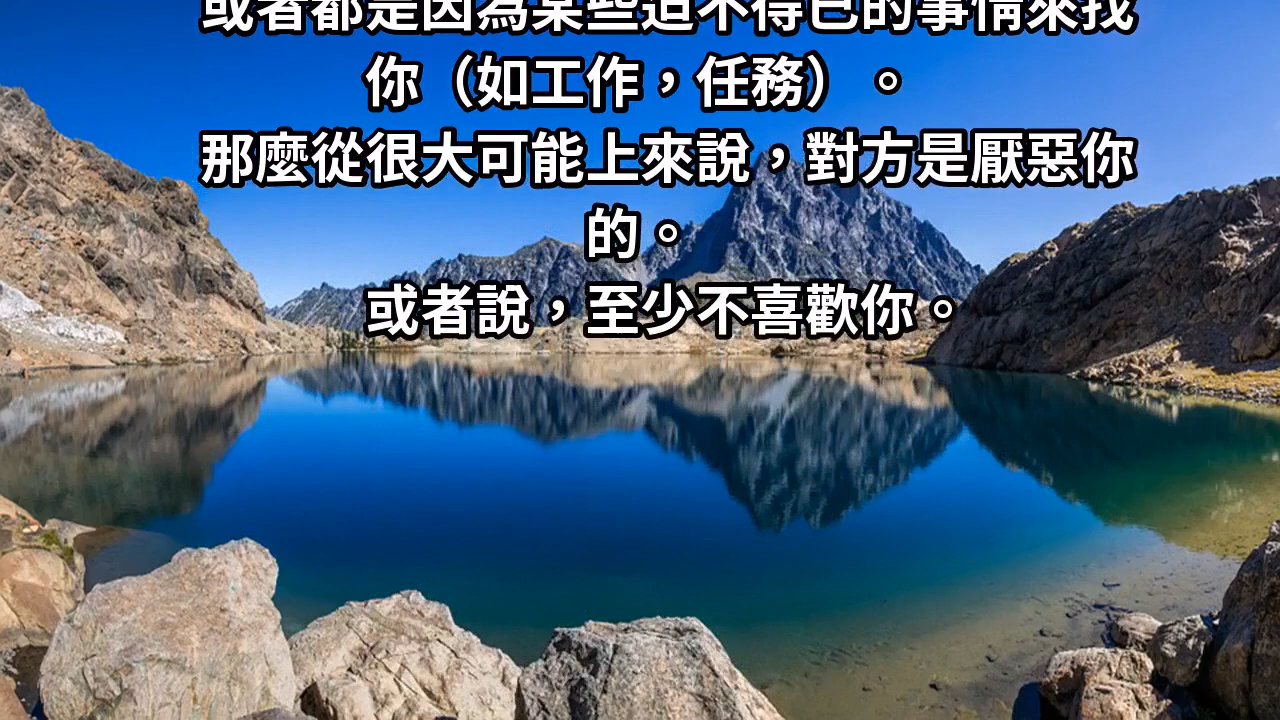 或者都是因為某些迫不得已的事情來找
你（如工作，任務）。
那麼從很大可能上來說，對方是厭惡你
的。
或者說，至少不喜歡你。